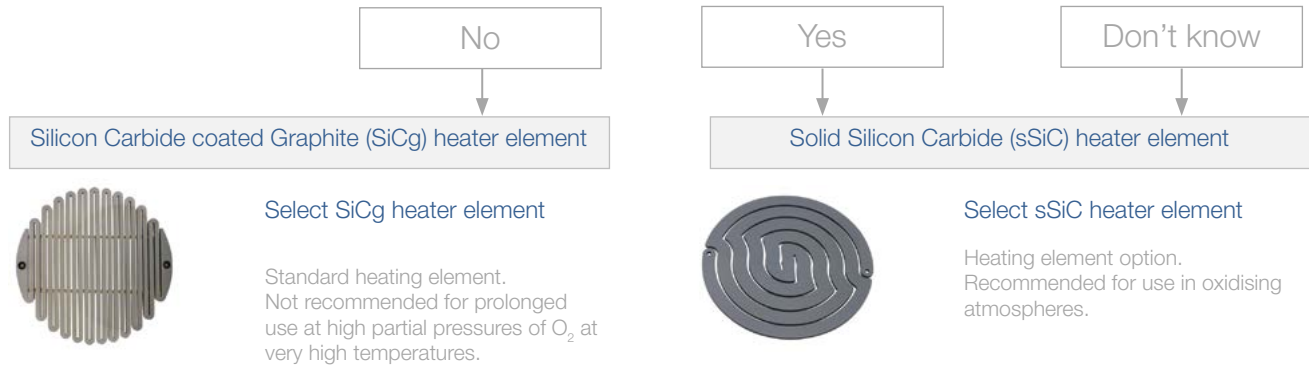 No
Yes
Don't know
Silicon Carbide coated Graphite (SiCg) heater element
Solid Silicon Carbide (sSiC) heater element
Select SiCg heater element
Standard heating element.
Not recommended for prolonged
use at high partial pressures of O₂ at
very high temperatures.
Select sSiC heater element
Heating element option.
Recommended for use in oxidising
atmospheres.